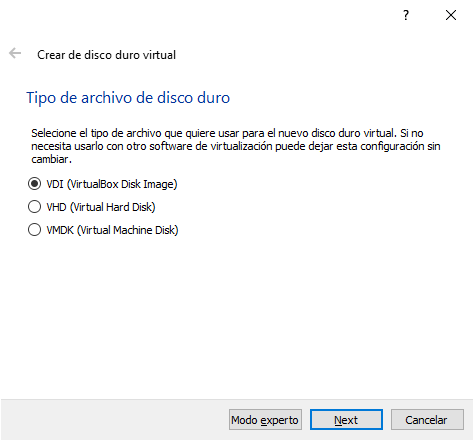 ?
Crear de disco duro virtual
Tipo de archivo de disco duro
Selecione el tipo de archivo que quiere usar para el nuevo disco duro virtual. Si no
necesita usarlo con otro software de virtualización puede dejar esta configuración sin
cambiar.
VDI (VirtualBox Disk Image)
VHD (Virtual Hard Disk)
VMDK (Virtual Machine Disk)
Modo experto Next Cancelar